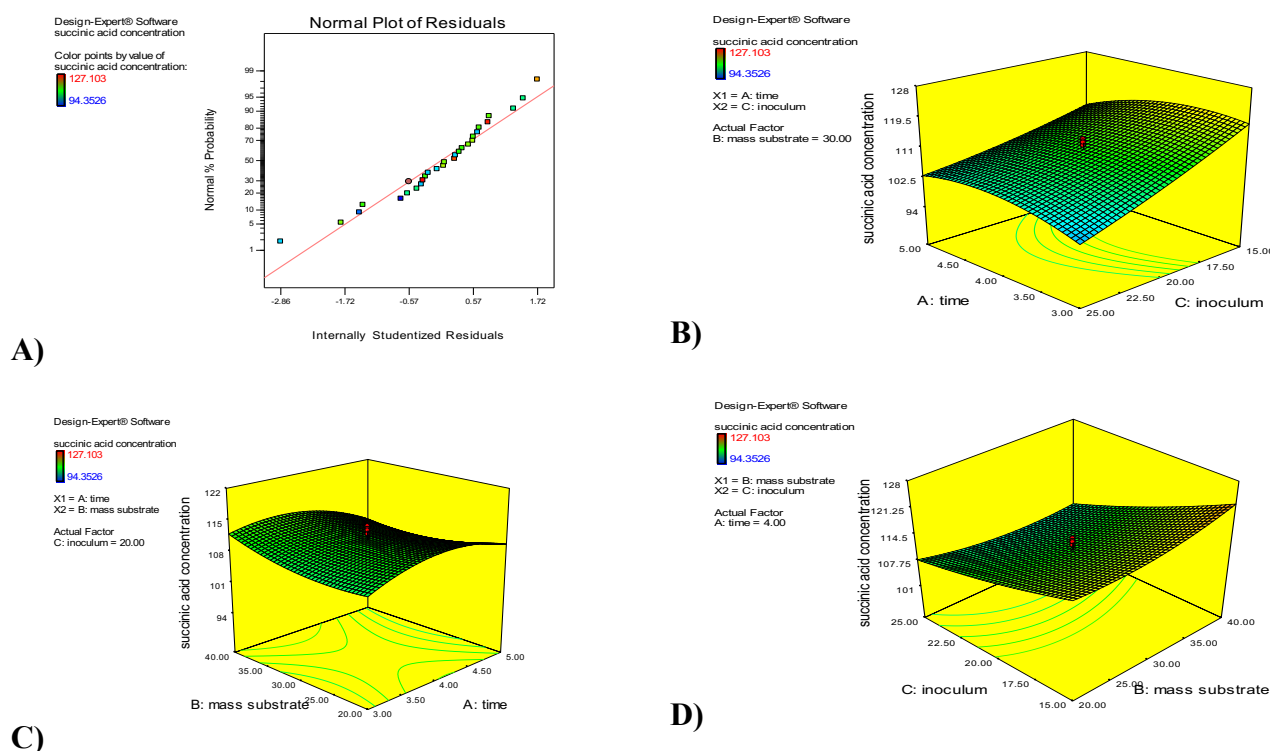 Design-Expert® Software
succinic acid concentration
Color points by value of
succinic acid concentration:
127.103
94.3526
Normal Plot of Residuals
Normal % Probability
99
95
90
80
70
50
30
20
10
5
1
-2.86 -1.72 -0.57 0.57 1.72
Internally Studentized Residuals
A)
Design-Expert® Software
succinic acid concentration
127.103
94.3526
X1 = A: time
X2 = C: inoculum
Actual Factor
B: mass substrate = 30.00
succinic acid concentration
128
119.5
111
102.5
94
5.00
4.50
4.00
3.50
3.00
A: time
15.00
17.50
20.00
22.50
25.00
C: inoculum
B)
Design-Expert® Software
succinic acid concentration
127.103
94.3526
X1 = A: time
X2 = B: mass substrate
Actual Factor
C: inoculum = 20.00
succinic acid concentration
122
115
108
101
94
40.00
35.00
30.00
25.00
20.00
B: mass substrate
5.00
4.50
4.00
3.50
3.00
A: time
C)
Design-Expert® Software
succinic acid concentration
127.103
94.3526
X1 = B: mass substrate
X2 = C: inoculum
Actual Factor
A: time = 4.00
succinic acid concentration
128
121.25
114.5
107.75
101
25.00
22.50
20.00
17.50
15.00
C: inoculum
40.00
35.00
30.00
25.00
20.00
B: mass substrate
D)